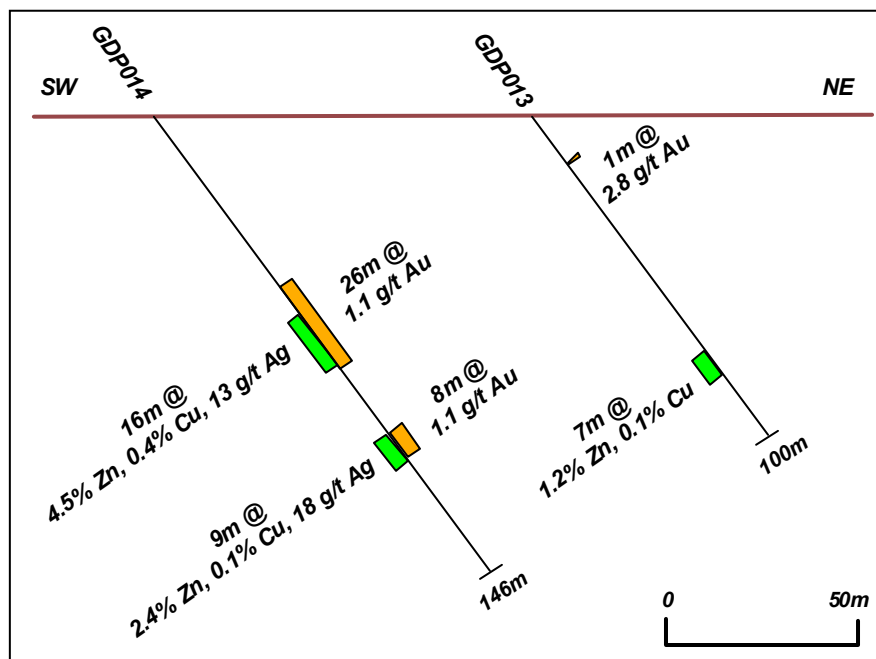 GDP014
GDP013
SW
NE
1m @
2.8 g/t Au
26m @
1.1 g/t Au
16m @
4.5% Zn, 0.4% Cu, 13 g/t Ag
8m @
1.1 g/t Au
9m @
2.4% Zn, 0.1% Cu, 18 g/t Ag
7m @
1.2% Zn, 0.1% Cu
100m
146m
0 50m